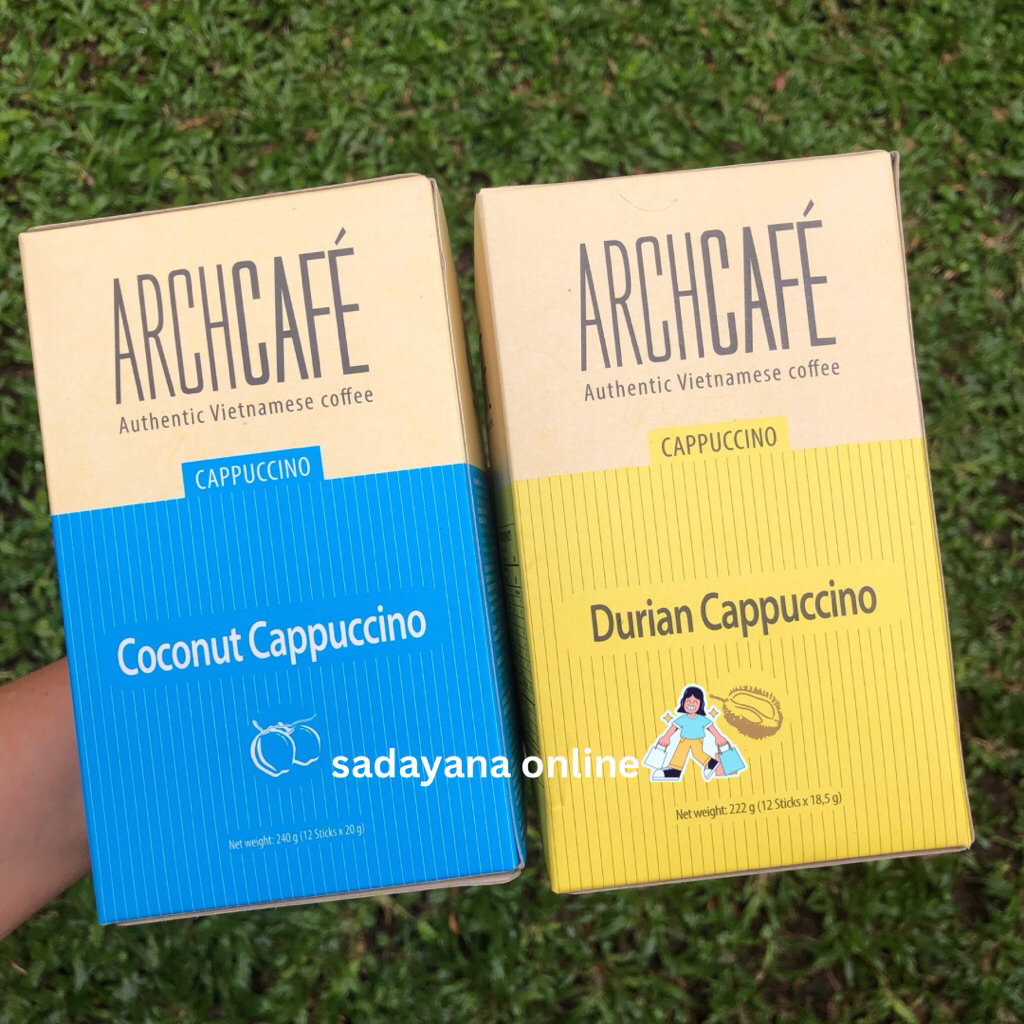 ARCHCAFÉ
Authentic Vietnamese coffee
CAPPUCCINO
Coconut Cappuccino
Net weight: 240 g (12 Sticks x 20 g)
ARCHCAFÉ
Authentic Vietnamese coffee
CAPPUCCINO
Durian Cappuccino
Net weight: 222 g (12 Sticks x 18,5 g)
sadayana online